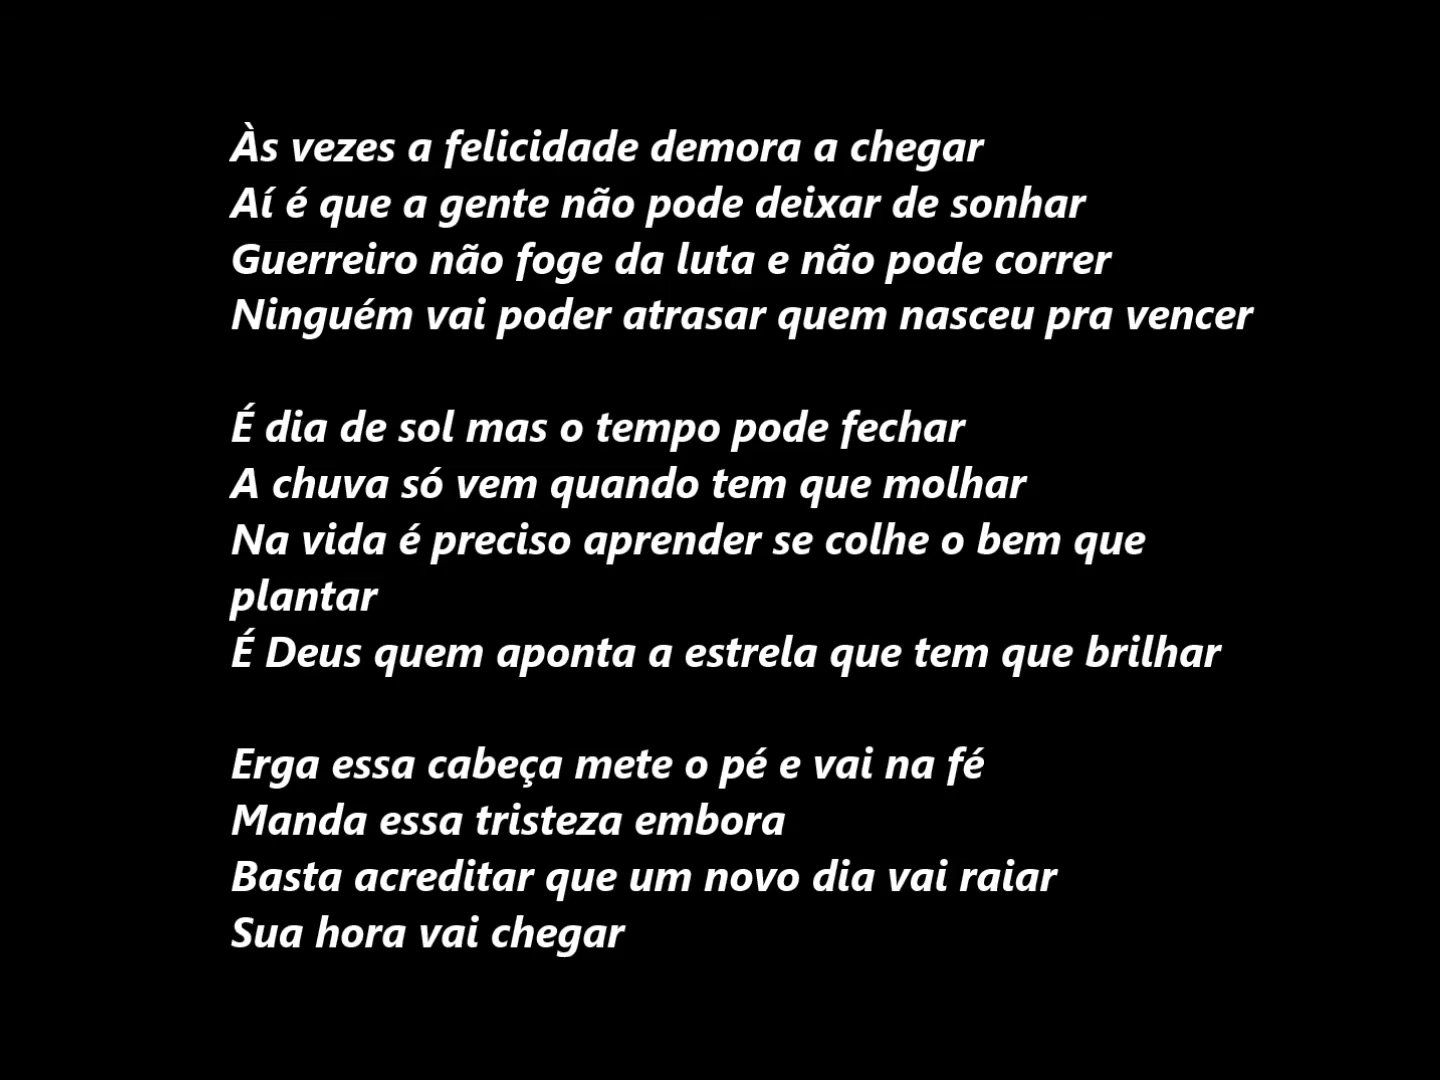 Às vezes a felicidade demora a chegar
Aí é que a gente não pode deixar de sonhar
Guerreiro não foge da luta e não pode correr
Ninguém vai poder atrasar quem nasceu pra vencer
É dia de sol mas o tempo pode fechar
A chuva só vem quando tem que molhar
Na vida é preciso aprender se colhe o bem que
plantar
É Deus quem aponta a estrela que tem que brilhar
Erga essa cabeça mete o pé e vai na fé
Manda essa tristeza embora
Basta acreditar que um novo dia vai raiar
Sua hora vai chegar